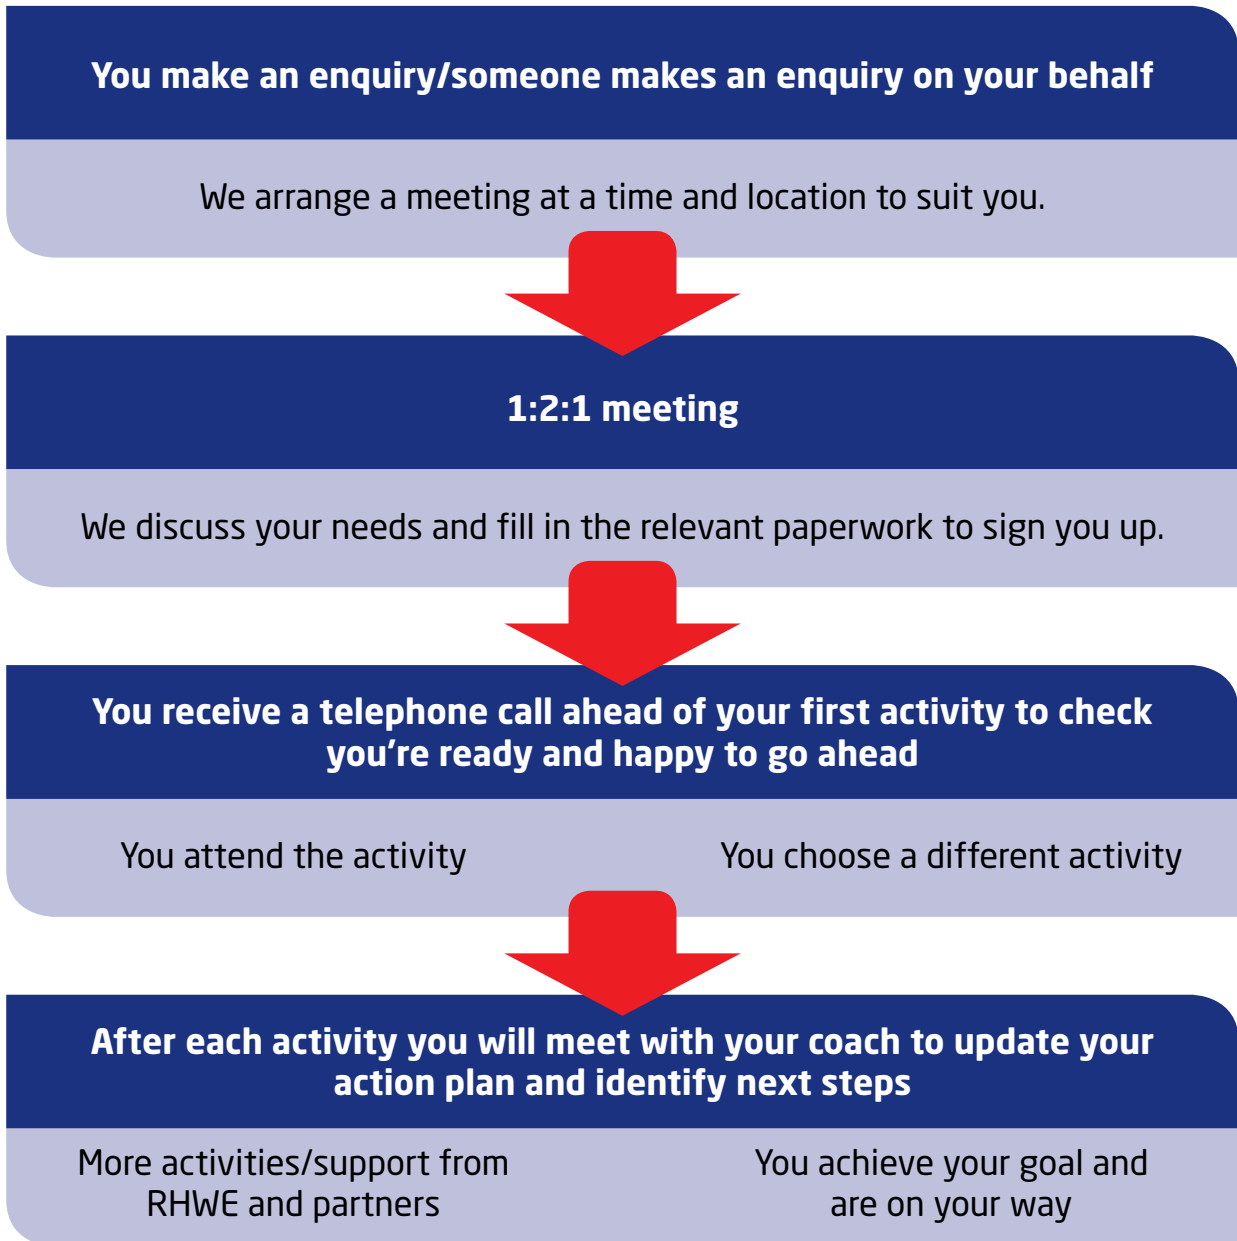 You make an enquiry/someone makes an enquiry on your behalf
We arrange a meeting at a time and location to suit you.
1:2:1 meeting
We discuss your needs and fill in the relevant paperwork to sign you up.
You receive a telephone call ahead of your first activity to check
you’re ready and happy to go ahead
You attend the activity
You choose a different activity
After each activity you will meet with your coach to update your
action plan and identify next steps
More activities/support from
RHWE and partners
You achieve your goal and
are on your way